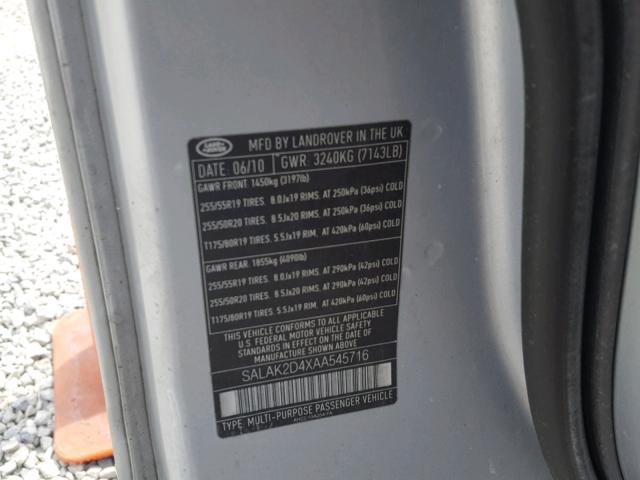 LAND ROVER
MFD BY LANDROVER IN THE UK
DATE: 06/10 GWR: 3240KG (7143LB)
GAWR FRONT: 1450kg (3197lb)
255/55R19 TIRES. 8.0Jx19 RIMS. AT 250kPa (36psi) COLD
255/50R20 TIRES. 8.5Jx20 RIMS. AT 250kPa (36psi) COLD
T175/80R19 TIRES. 5.5Jx19 RIM. AT 420kPa (60psi) COLD
GAWR REAR: 1855kg (4090lb)
255/55R19 TIRES. 8.0Jx19 RIMS. AT 290kPa (42psi) COLD
255/50R20 TIRES. 8.5Jx20 RIMS. AT 290kPa (42psi) COLD
T175/80R19 TIRES. 5.5Jx19 RIM. AT 420kPa (60psi) COLD
THIS VEHICLE CONFORMS TO ALL APPLICABLE
U.S. FEDERAL MOTOR VEHICLE SAFETY
STANDARDS IN EFFECT ON THE DATE
OF MANUFACTURE SHOWN ABOVE.
SALAK2D4XAA545716
TYPE: MULTI-PURPOSE PASSENGER VEHICLE